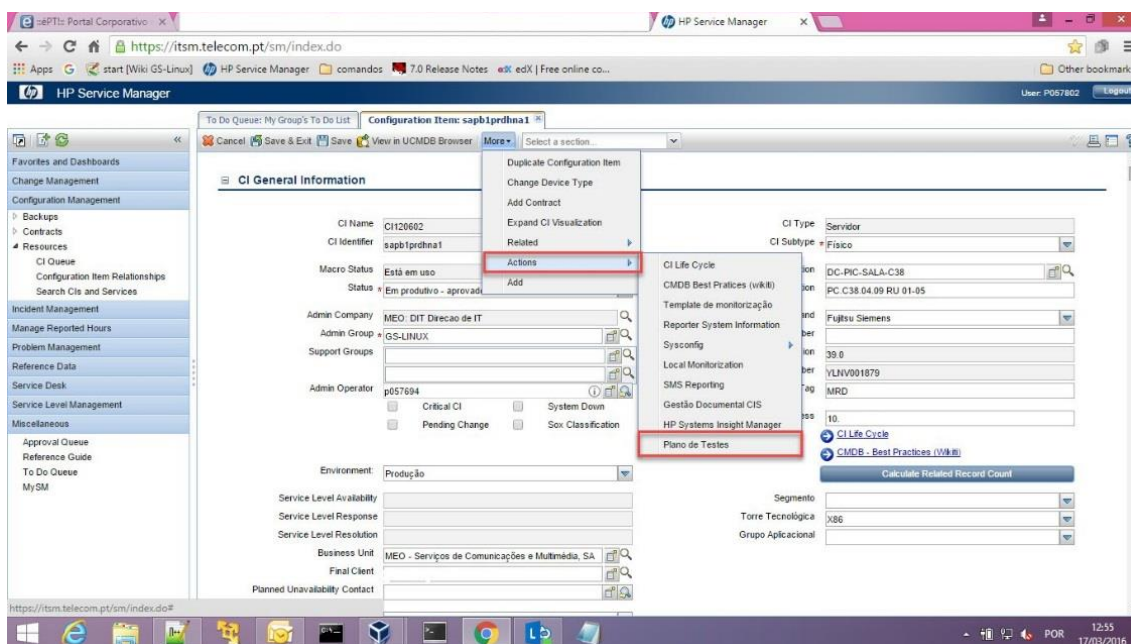 :::éPT!:: Portal Corporativo
HP Service Manager
https://itsm.telecom.pt/sm/index.do
Apps
start [Wiki GS-Linux]
HP Service Manager
comandos
7.0 Release Notes
edX | Free online co...
Other bookmark
HP Service Manager
User: P057802
Logout
To Do Queue: My Group's To Do List
Configuration Item: sapb1prdhna1
Cancel
Save & Exit
Save
View in UCMDB Browser
More
Select a section...
Favorites and Dashboards
Change Management
Configuration Management
Backups
Contracts
Resources
CI Queue
Configuration Item Relationships
Search CIs and Services
Incident Management
Manage Reported Hours
Problem Management
Reference Data
Service Desk
Service Level Management
Miscellaneous
Approval Queue
Reference Guide
To Do Queue
MySM
CI General Information
CI Name
CI120602
CI Identifier
sapb1prdhna1
Macro Status
Está em uso
Status
Em produtivo - aprovado
Admin Company
MEO: DIT Direcao de IT
Admin Group
GS-LINUX
Support Groups
Admin Operator
p057694
Critical CI
System Down
Pending Change
Sox Classification
Environment:
Produção
Service Level Availability
Service Level Response
Service Level Resolution
Business Unit
MEO - Serviços de Comunicações e Multimédia, SA
Final Client
Planned Unavailability Contact
Duplicate Configuration Item
Change Device Type
Add Contract
Expand CI Visualization
Related
Actions
Add
CI Life Cycle
CMDB Best Pratices (wikiti)
Template de monitorização
Reporter System Information
Sysconfig
Local Monitorization
SMS Reporting
Gestão Documental CIS
HP Systems Insight Manager
Plano de Testes
CI Type
Servidor
CI Subtype
Físico
DC-PIC-SALA-C38
PC.C38.04.09 RU 01-05
Fujitsu Siemens
39.0
YLNV001879
MRD
10.
CI Life Cycle
CMDB - Best Practices (Wikiti)
Calculate Related Record Count
Segmento
Torre Tecnológica
X86
Grupo Aplicacional
https://itsm.telecom.pt/sm/index.do#
POR
12:55
17/03/2016